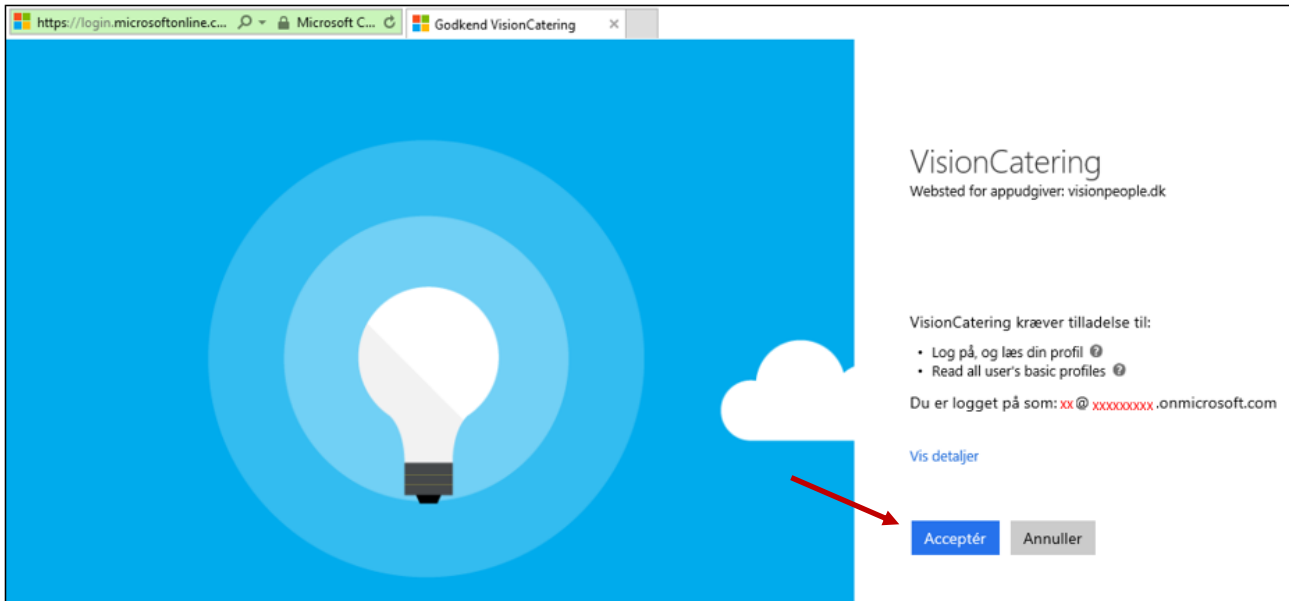 https://login.microsoftonline.c... Microsoft C... Godkend VisionCatering
VisionCatering
Websted for appudgiver: visionpeople.dk
VisionCatering kræver tilladelse til:
• Log på, og læs din profil
• Read all user's basic profiles
Du er logget på som: xx@ xxxxxxxxx .onmicrosoft.com
Vis detaljer
Acceptér Annuller